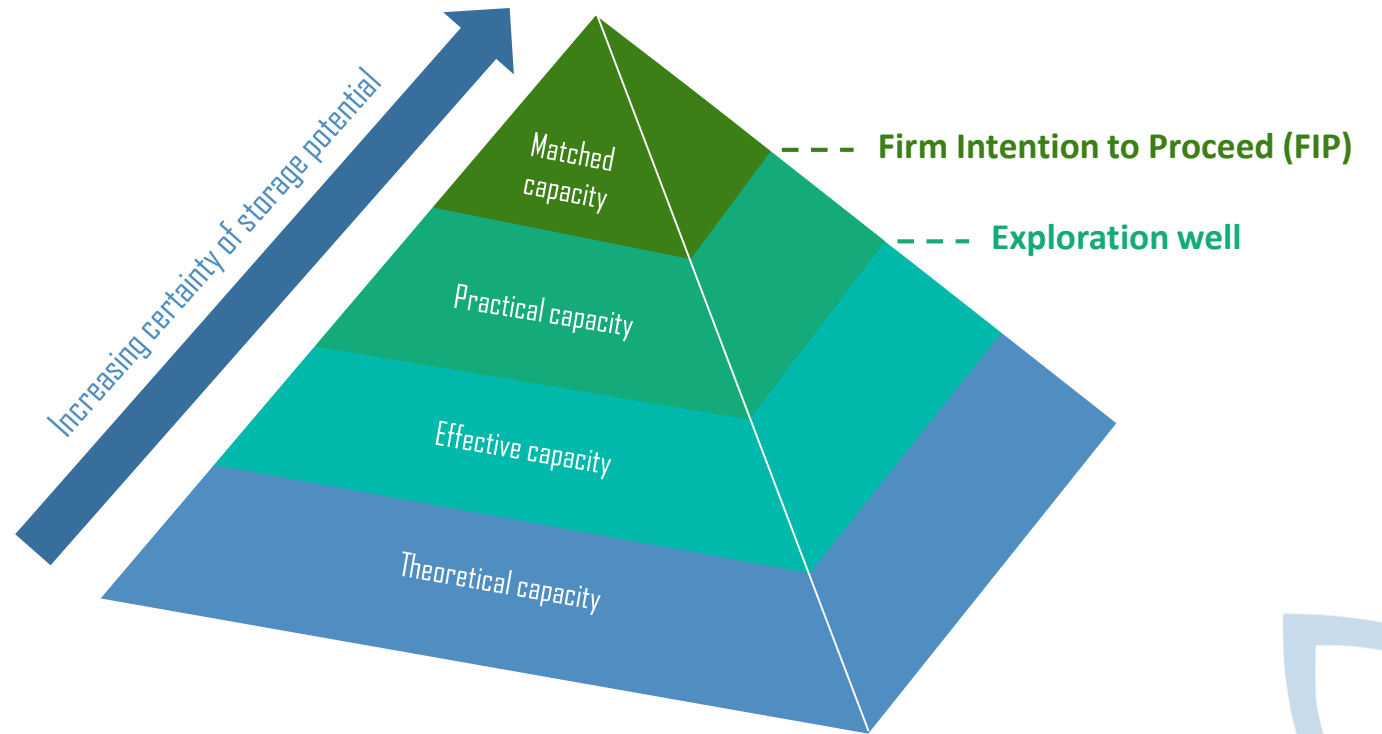 Increasing certainty of storage potential
Matched
capacity
Practical capacity
Effective capacity
Theoretical capacity
– – – Firm Intention to Proceed (FIP)
– – – Exploration well